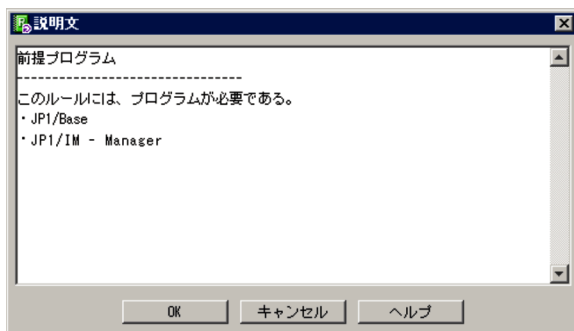 説明文
前提プログラム
--------------------------------
このルールには、プログラムが必要である。
・JP1/Base
・JP1/IM - Manager
OK
キャンセル
ヘルプ